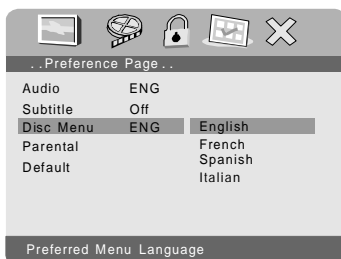 . . Preference Page . .
Audio ENG
Subtitle Off
Disc Menu ENG English
Parental French
Spanish
Default
Italian
Preferred Menu Language